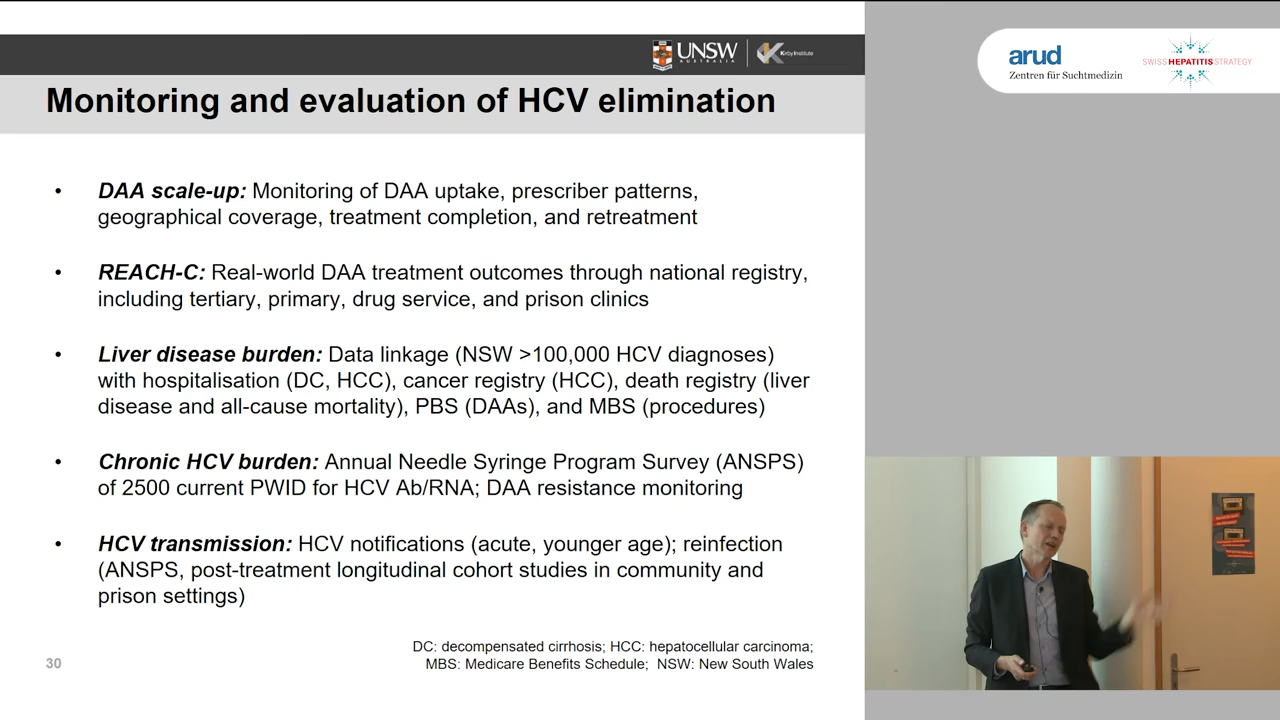 UNSW
AUSTRALIA
Kirby Institute
arud
Zentren für Suchtmedizin
SWISS HEPATITIS STRATEGY
Monitoring and evaluation of HCV elimination
• DAA scale-up: Monitoring of DAA uptake, prescriber patterns,
geographical coverage, treatment completion, and retreatment
• REACH-C: Real-world DAA treatment outcomes through national registry,
including tertiary, primary, drug service, and prison clinics
• Liver disease burden: Data linkage (NSW >100,000 HCV diagnoses)
with hospitalisation (DC, HCC), cancer registry (HCC), death registry (liver
disease and all-cause mortality), PBS (DAAs), and MBS (procedures)
• Chronic HCV burden: Annual Needle Syringe Program Survey (ANSPS)
of 2500 current PWID for HCV Ab/RNA; DAA resistance monitoring
• HCV transmission: HCV notifications (acute, younger age); reinfection
(ANSPS, post-treatment longitudinal cohort studies in community and
prison settings)
DC: decompensated cirrhosis; HCC: hepatocellular carcinoma;
MBS: Medicare Benefits Schedule; NSW: New South Wales
30